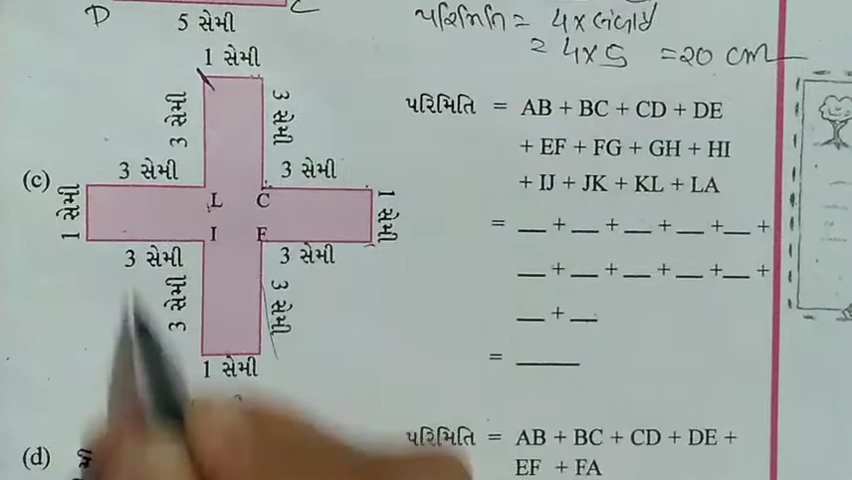 D C
5 સેમી
પરિમિતિ = 4 x લંબાઈ
= 4 x 5 = 20 cm
1 સેમી
3 સેમી
3 સેમી
પરિમિતિ = AB + BC + CD + DE
+ EF + FG + GH + HI
+ IJ + JK + KL + LA
(c)
3 સેમી
3 સેમી
1 સેમી
L C
1 સેમી
I F
3 સેમી
3 સેમી
= __ + __ + __ + __ + __ +
__ + __ + __ + __ + __ +
__ + __
3 સેમી
3 સેમી
1 સેમી
= ____
(d)
પરિમિતિ = AB + BC + CD + DE +
EF + FA